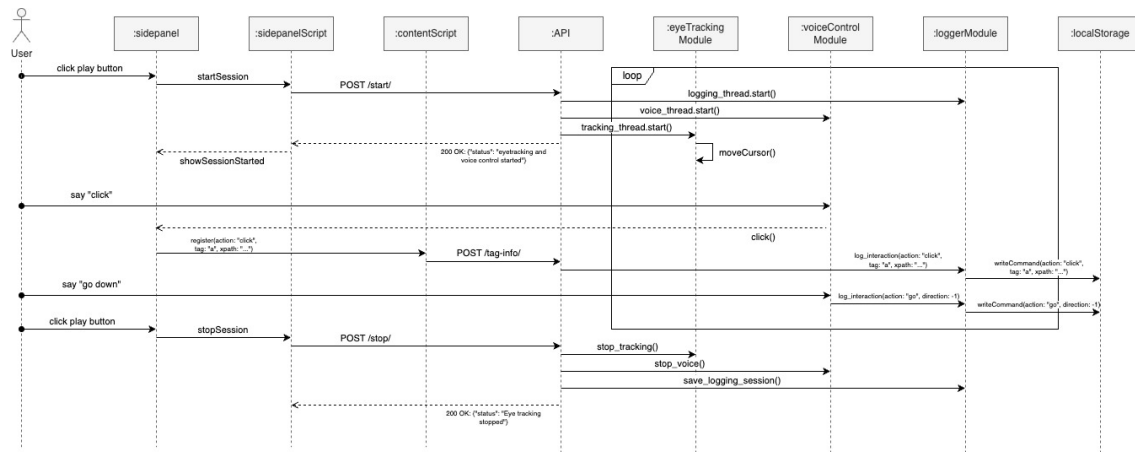 User
:sidepanel
:sidepanelScript
:contentScript
:API
:eyeTracking
Module
:voiceControl
Module
:loggerModule
:localStorage
click play button
startSession
POST /start/
loop
logging_thread.start()
voice_thread.start()
tracking_thread.start()
200 OK: {"status": "eyetracking and
voice control started"}
showSessionStarted
moveCursor()
say "click"
click()
register(action: "click",
tag: "a", xpath: "...")
POST /tag-info/
log_interaction(action: "click",
tag: "a", xpath: "...")
writeCommand(action: "click",
tag: "a", xpath: "...")
say "go down"
log_interaction(action: "go", direction: -1)
writeCommand(action: "go", direction: -1)
click play button
stopSession
POST /stop/
stop_tracking()
stop_voice()
save_logging_session()
200 OK: {"status": "Eye tracking
stopped"}